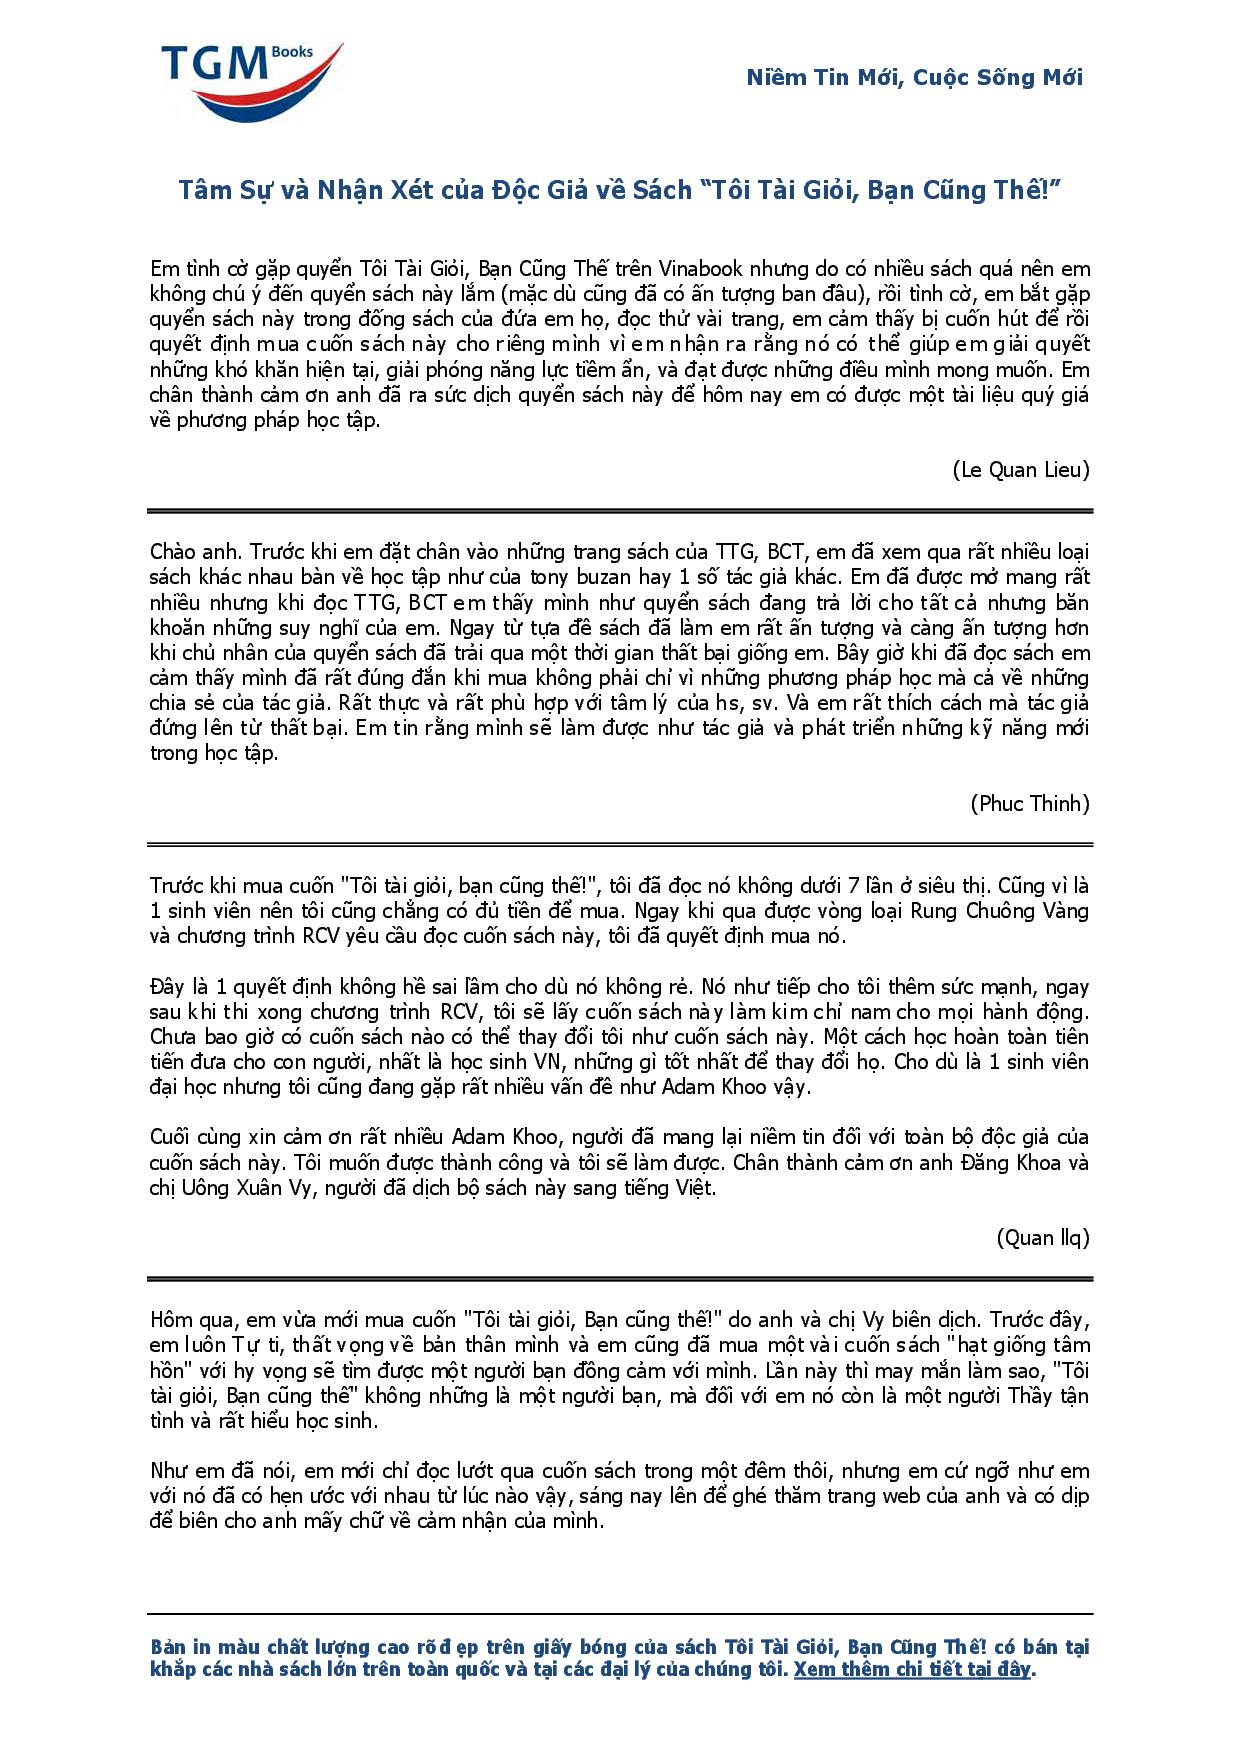 TGM Books
Niềm Tin Mới, Cuộc Sống Mới
Tâm Sự và Nhận Xét của Độc Giả về Sách “Tôi Tài Giỏi, Bạn Cũng Thế!”
Em tình cờ gặp quyển Tôi Tài Giỏi, Bạn Cũng Thế trên Vinabook nhưng do có nhiều sách quá nên em
không chú ý đến quyển sách này lắm (mặc dù cũng đã có ấn tượng ban đầu), rồi tình cờ, em bắt gặp
quyển sách này trong đống sách của đứa em họ, đọc thử vài trang, em cảm thấy bị cuốn hút để rồi
quyết định mua cuốn sách này cho riêng mình vì em nhận ra rằng nó có thể giúp em giải quyết
những khó khăn hiện tại, giải phóng năng lực tiềm ẩn, và đạt được những điều mình mong muốn. Em
chân thành cảm ơn anh đã ra sức dịch quyển sách này để hôm nay em có được một tài liệu quý giá
về phương pháp học tập.
(Le Quan Lieu)
Chào anh. Trước khi em đặt chân vào những trang sách của TTG, BCT, em đã xem qua rất nhiều loại
sách khác nhau bàn về học tập như của tony buzan hay 1 số tác giả khác. Em đã được mở mang rất
nhiều nhưng khi đọc TTG, BCT em thấy mình như quyển sách đang trả lời cho tất cả nhưng băn
khoăn những suy nghĩ của em. Ngay từ tựa đề sách đã làm em rất ấn tượng và càng ấn tượng hơn
khi chủ nhân của quyển sách đã trải qua một thời gian thất bại giống em. Bây giờ khi đã đọc sách em
cảm thấy mình đã rất đúng đắn khi mua không phải chỉ vì những phương pháp học mà cả về những
chia sẻ của tác giả. Rất thực và rất phù hợp với tâm lý của hs, sv. Và em rất thích cách mà tác giả
đứng lên từ thất bại. Em tin rằng mình sẽ làm được như tác giả và phát triển những kỹ năng mới
trong học tập.
(Phuc Thinh)
Trước khi mua cuốn "Tôi tài giỏi, bạn cũng thế!", tôi đã đọc nó không dưới 7 lần ở siêu thị. Cũng vì là
1 sinh viên nên tôi cũng chẳng có đủ tiền để mua. Ngay khi qua được vòng loại Rung Chuông Vàng
và chương trình RCV yêu cầu đọc cuốn sách này, tôi đã quyết định mua nó.
Đây là 1 quyết định không hề sai lầm cho dù nó không rẻ. Nó như tiếp cho tôi thêm sức mạnh, ngay
sau khi thi xong chương trình RCV, tôi sẽ lấy cuốn sách này làm kim chỉ nam cho mọi hành động.
Chưa bao giờ có cuốn sách nào có thể thay đổi tôi như cuốn sách này. Một cách học hoàn toàn tiên
tiến đưa cho con người, nhất là học sinh VN, những gì tốt nhất để thay đổi họ. Cho dù là 1 sinh viên
đại học nhưng tôi cũng đang gặp rất nhiều vấn đề như Adam Khoo vậy.
Cuối cùng xin cảm ơn rất nhiều Adam Khoo, người đã mang lại niềm tin đối với toàn bộ độc giả của
cuốn sách này. Tôi muốn được thành công và tôi sẽ làm được. Chân thành cảm ơn anh Đăng Khoa và
chị Uông Xuân Vy, người đã dịch bộ sách này sang tiếng Việt.
(Quan llq)
Hôm qua, em vừa mới mua cuốn "Tôi tài giỏi, Bạn cũng thế!" do anh và chị Vy biên dịch. Trước đây,
em luôn Tự ti, thất vọng về bản thân mình và em cũng đã mua một vài cuốn sách "hạt giống tâm
hồn" với hy vọng sẽ tìm được một người bạn đồng cảm với mình. Lần này thì may mắn làm sao, "Tôi
tài giỏi, Bạn cũng thế" không những là một người bạn, mà đối với em nó còn là một người Thầy tận
tình và rất hiểu học sinh.
Như em đã nói, em mới chỉ đọc lướt qua cuốn sách trong một đêm thôi, nhưng em cứ ngỡ như em
với nó đã có hẹn ước với nhau từ lúc nào vậy, sáng nay lên để ghé thăm trang web của anh và có dịp
để biên cho anh mấy chữ về cảm nhận của mình.
Bản in màu chất lượng cao rõ đẹp trên giấy bóng của sách Tôi Tài Giỏi, Bạn Cũng Thế! có bán tại
khắp các nhà sách lớn trên toàn quốc và tại các đại lý của chúng tôi. Xem thêm chi tiết tại đây.